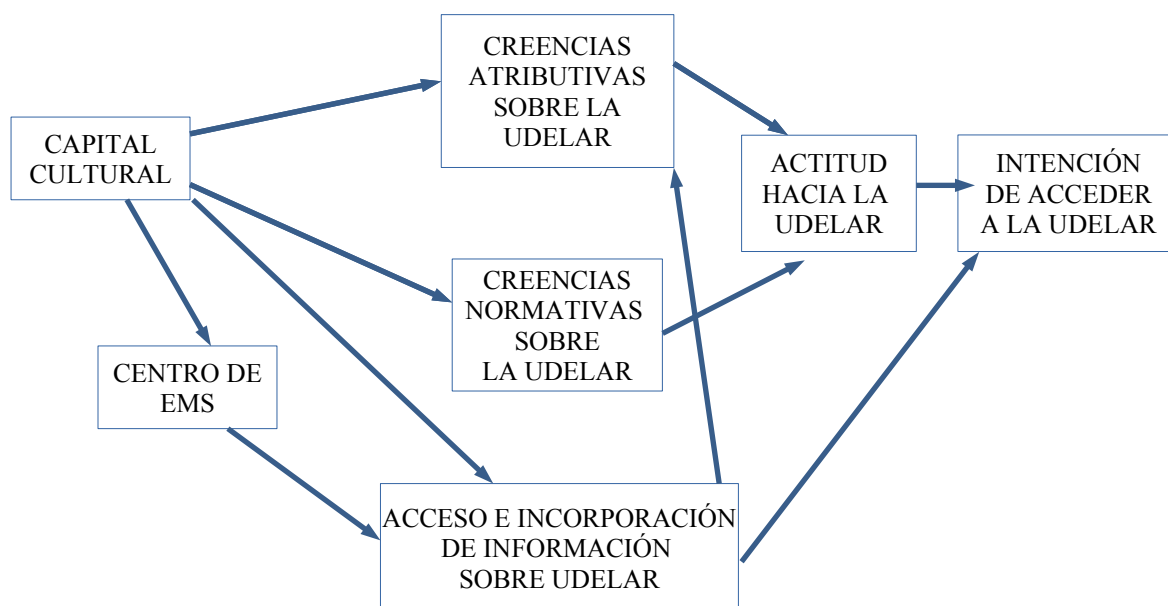 CREENCIAS
ATRIBUTIVAS
SOBRE LA
UDELAR
CAPITAL
CULTURAL
ACTITUD
HACIA LA
UDELAR
INTENCIÓN
DE ACCEDER
A LA UDELAR
CREENCIAS
NORMATIVAS
SOBRE
LA UDELAR
CENTRO DE
EMS
ACCESO E INCORPORACIÓN
DE INFORMACIÓN
SOBRE UDELAR